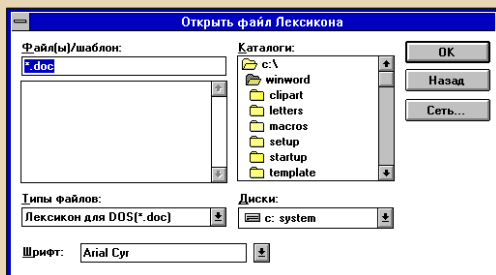 Открыть файл Лексикона
Файл(ы)/шаблон:
*.doc
Каталоги:
c:\
winword
clipart
letters
macros
setup
startup
template
OK
Назад
Сеть...
Типы файлов:
Лексикон для DOS(*.doc)
Диски:
c: system
Шрифт:
Arial Cyr